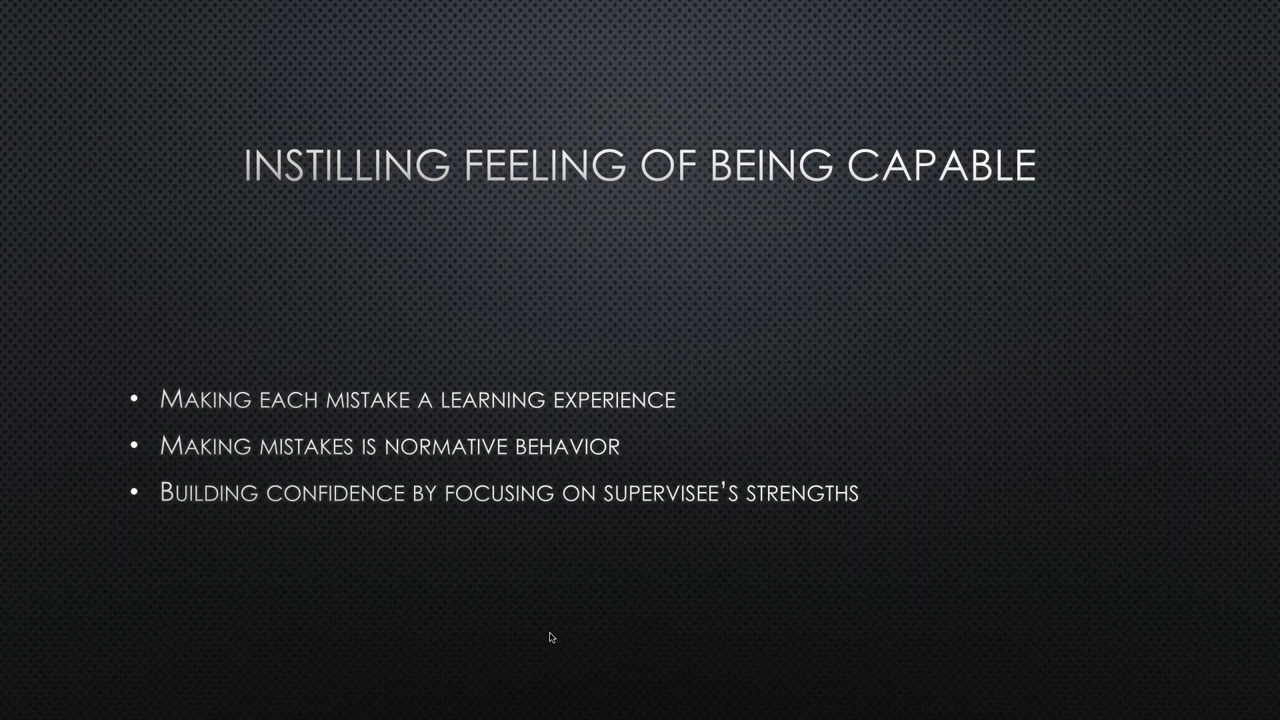 INSTILLING FEELING OF BEING CAPABLE
• Making each mistake a learning experience
• Making mistakes is normative behavior
• Building confidence by focusing on supervisee’s strengths